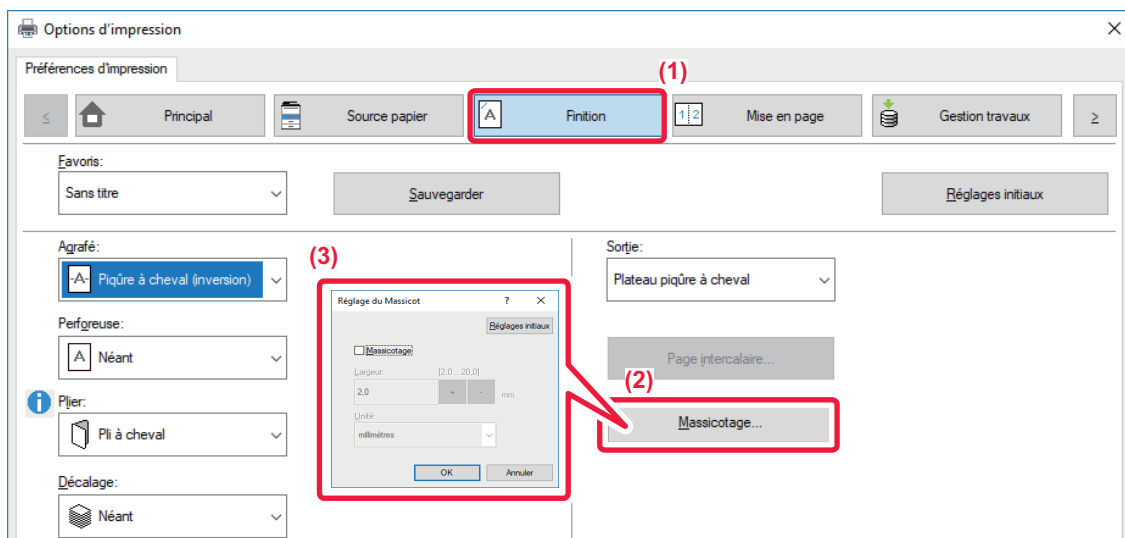 Options d'impression
Préférences d'impression
(1)
< Principal Source papier Finition Mise en page Gestion travaux >
Favoris:
Sans titre Sauvegarder Réglages initiaux
Agrafé:
-A- Piqûre à cheval (inversion)
Perforeuse:
A Néant
Plier:
Pli à cheval
Décalage:
Néant
(3)
Réglage du Massicot ? ×
Réglages initiaux
Massicotage
Largeur: [2,0 .. 20,0]
2,0 + - mm.
Unité:
millimètres
OK Annuler
Sortie:
Plateau piqûre à cheval
Page intercalaire...
(2)
Massicotage...